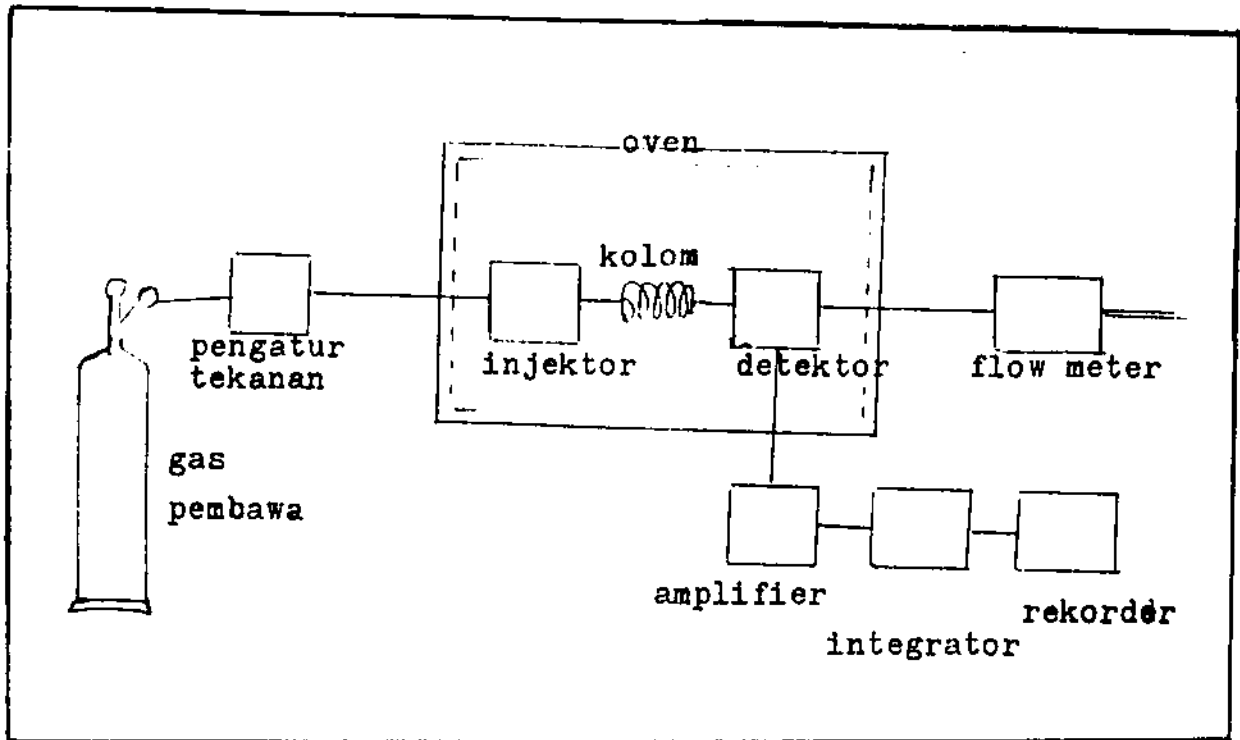 oven
kolom
pengatur
tekanan
injektor
detektor
flow meter
gas
pembawa
amplifier
integrator
rekorder